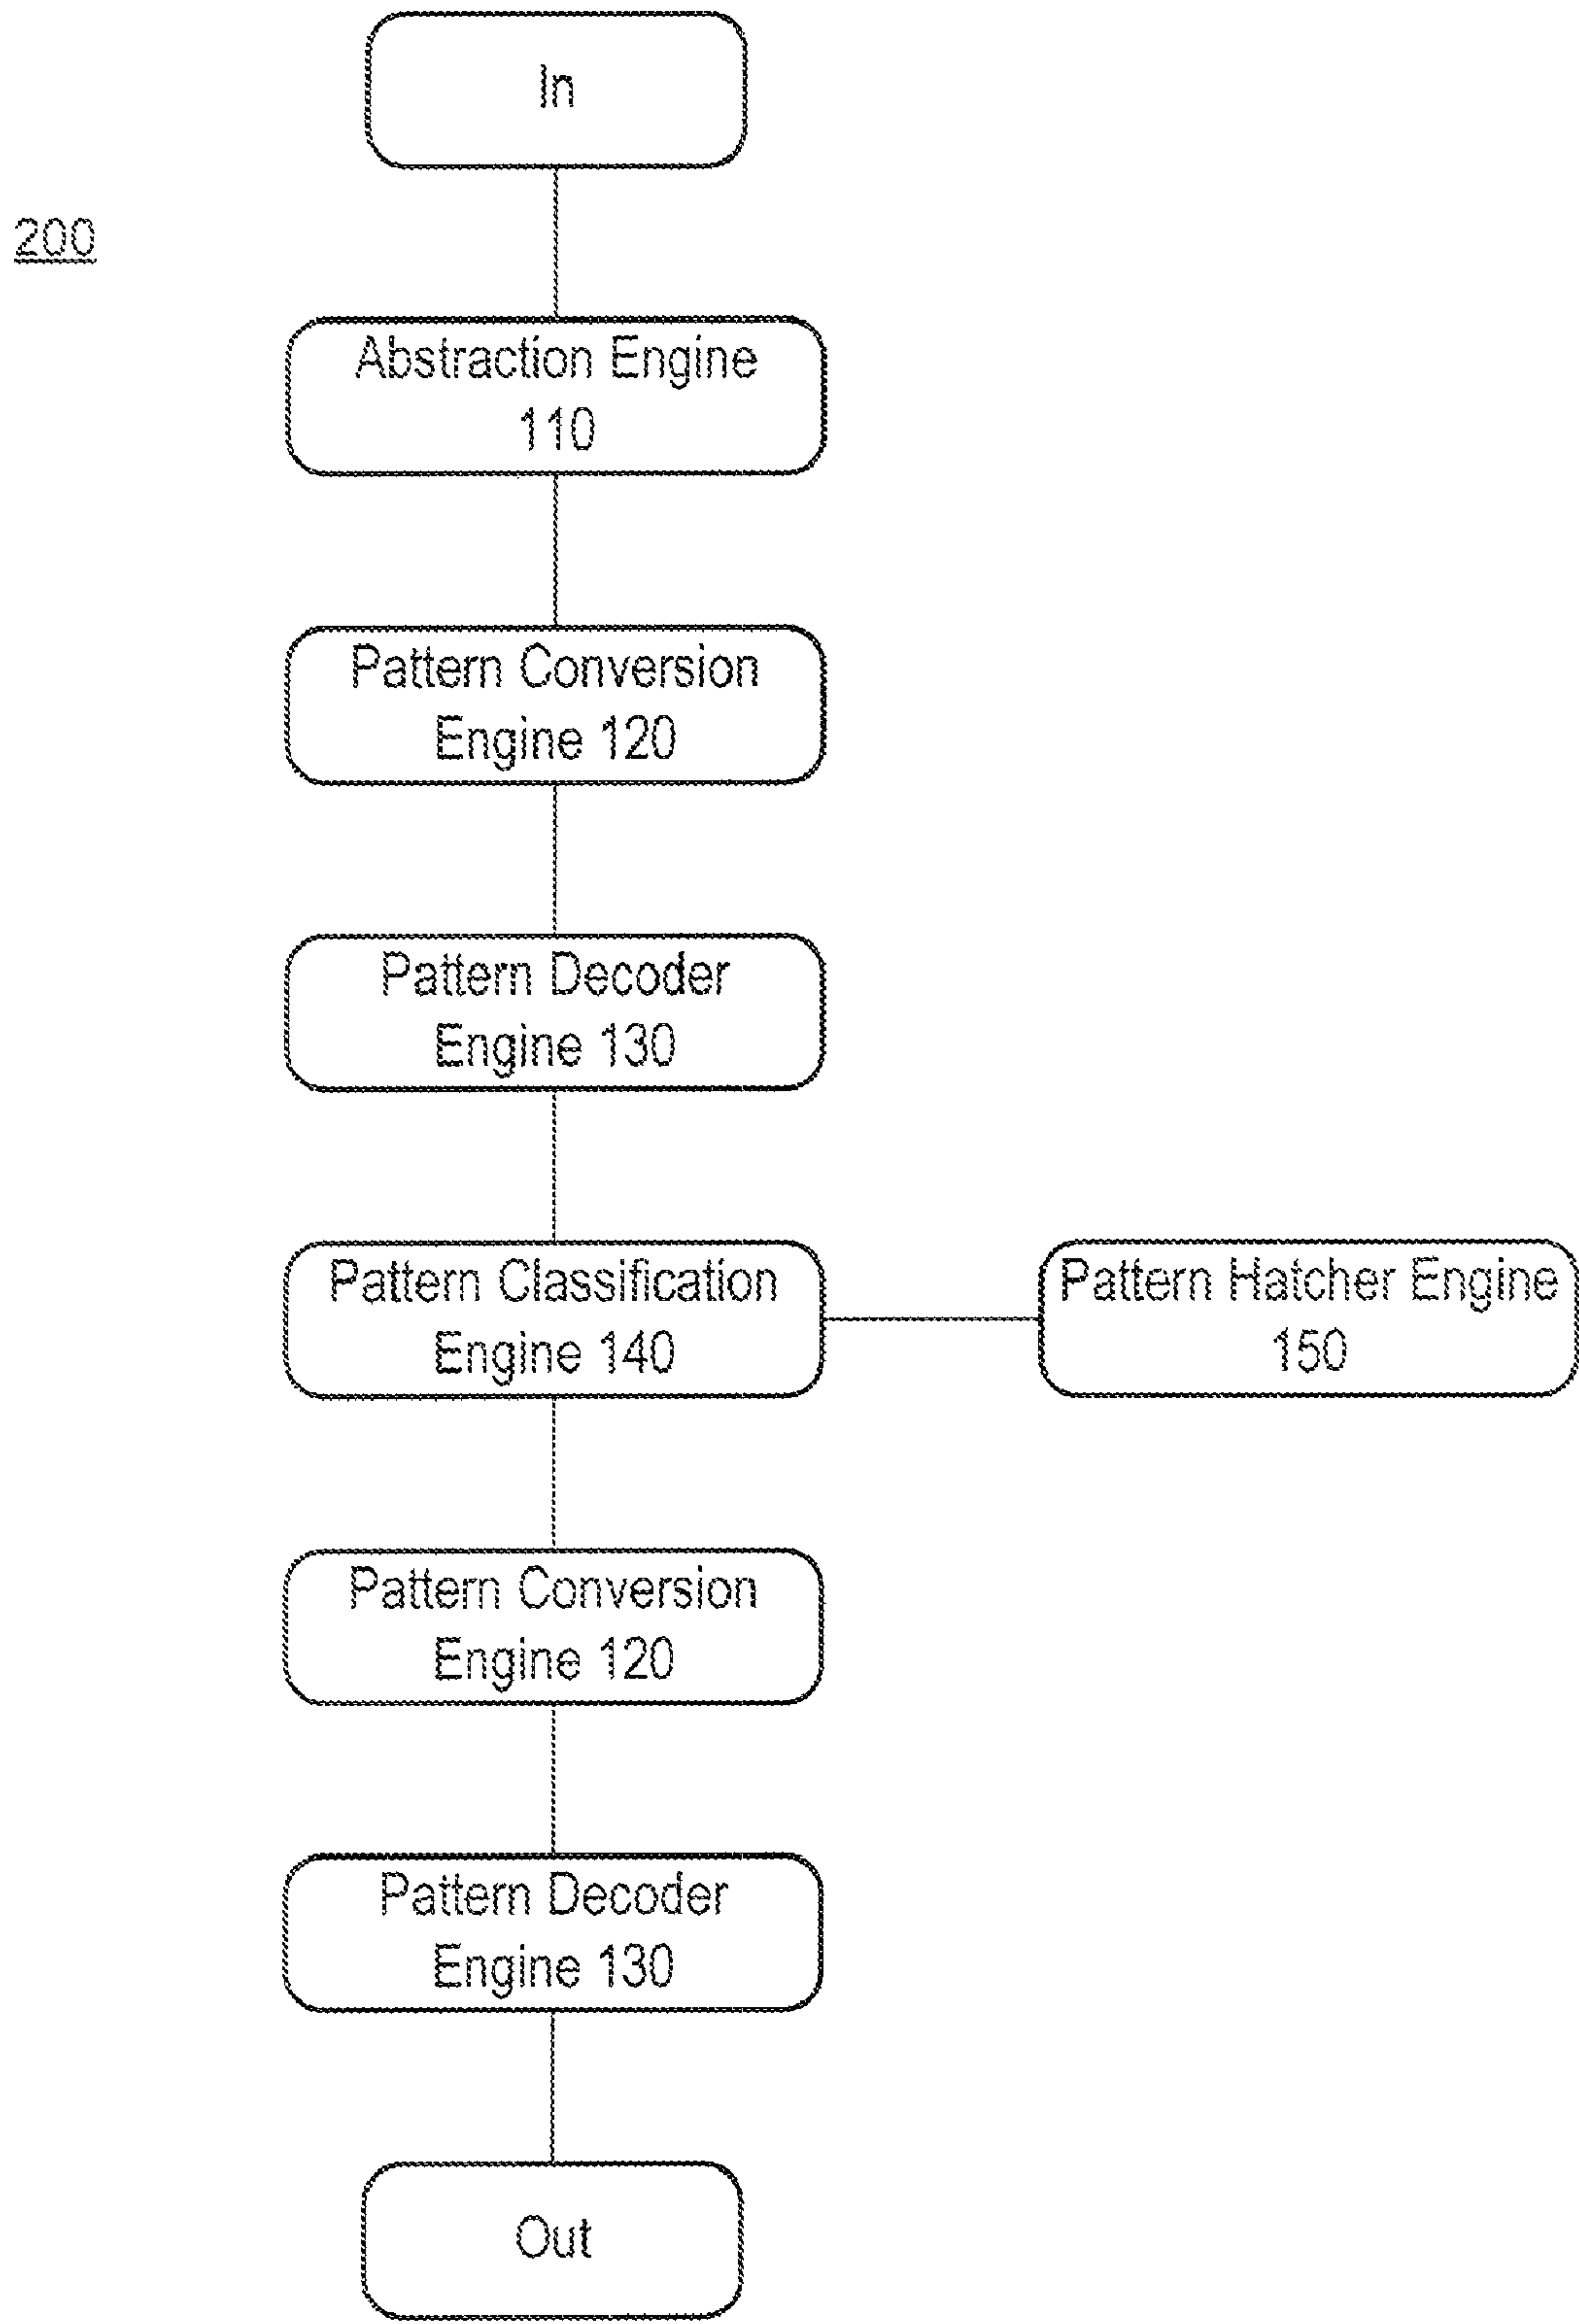 In
200
Abstraction Engine
110
Pattern Conversion
Engine 120
Pattern Decoder
Engine 130
Pattern Classification
Engine 140
Pattern Hatcher Engine
150
Pattern Conversion
Engine 120
Pattern Decoder
Engine 130
Out